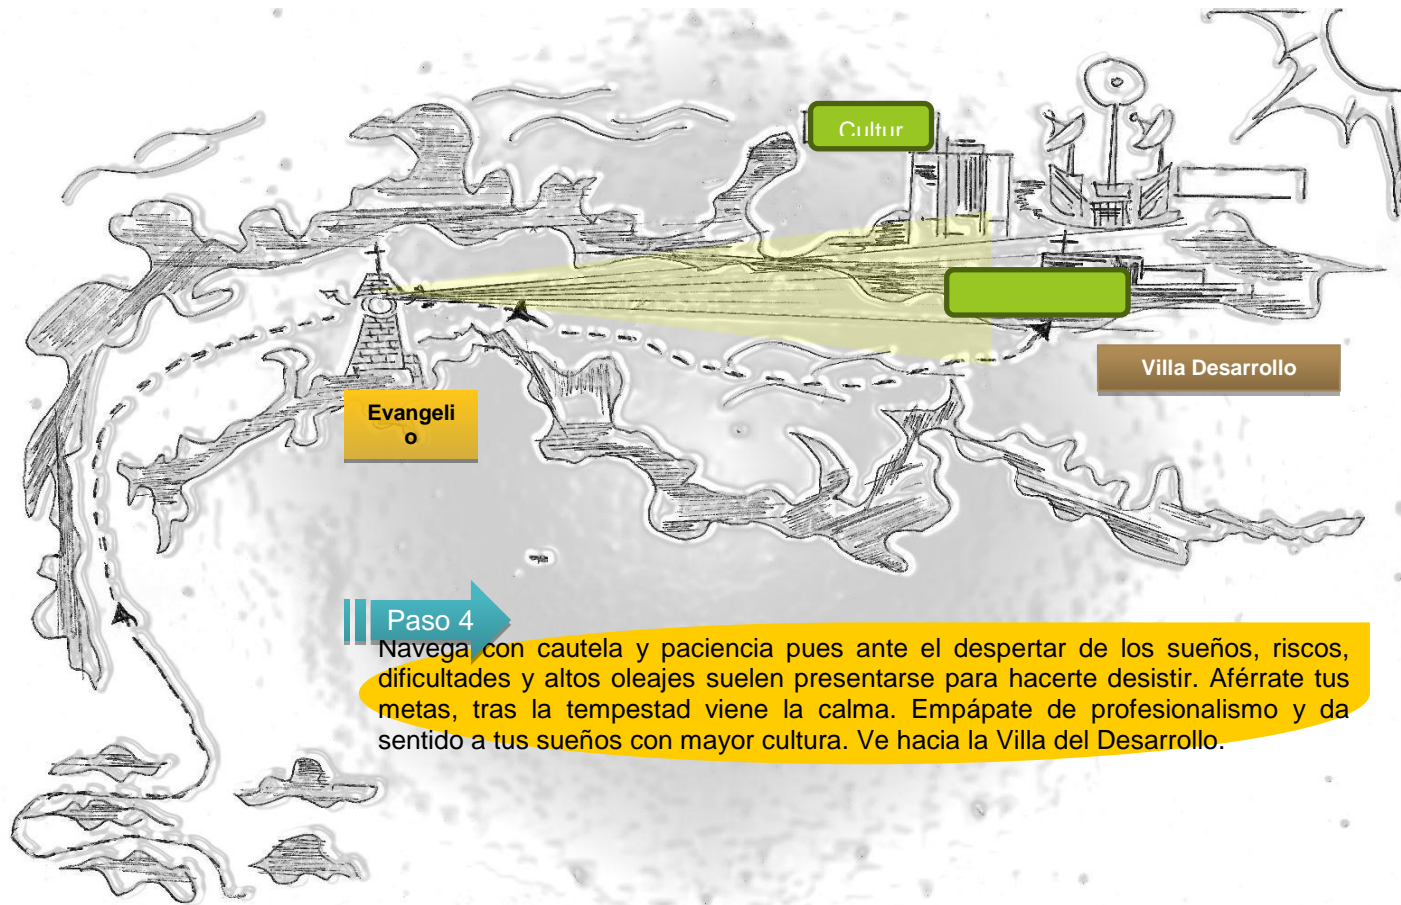 Cultur
Villa Desarrollo
Evangeli
o
Paso 4
Navega con cautela y paciencia pues ante el despertar de los sueños, riscos,
dificultades y altos oleajes suelen presentarse para hacerte desistir. Aférrate tus
metas, tras la tempestad viene la calma. Empápate de profesionalismo y da
sentido a tus sueños con mayor cultura. Ve hacia la Villa del Desarrollo.